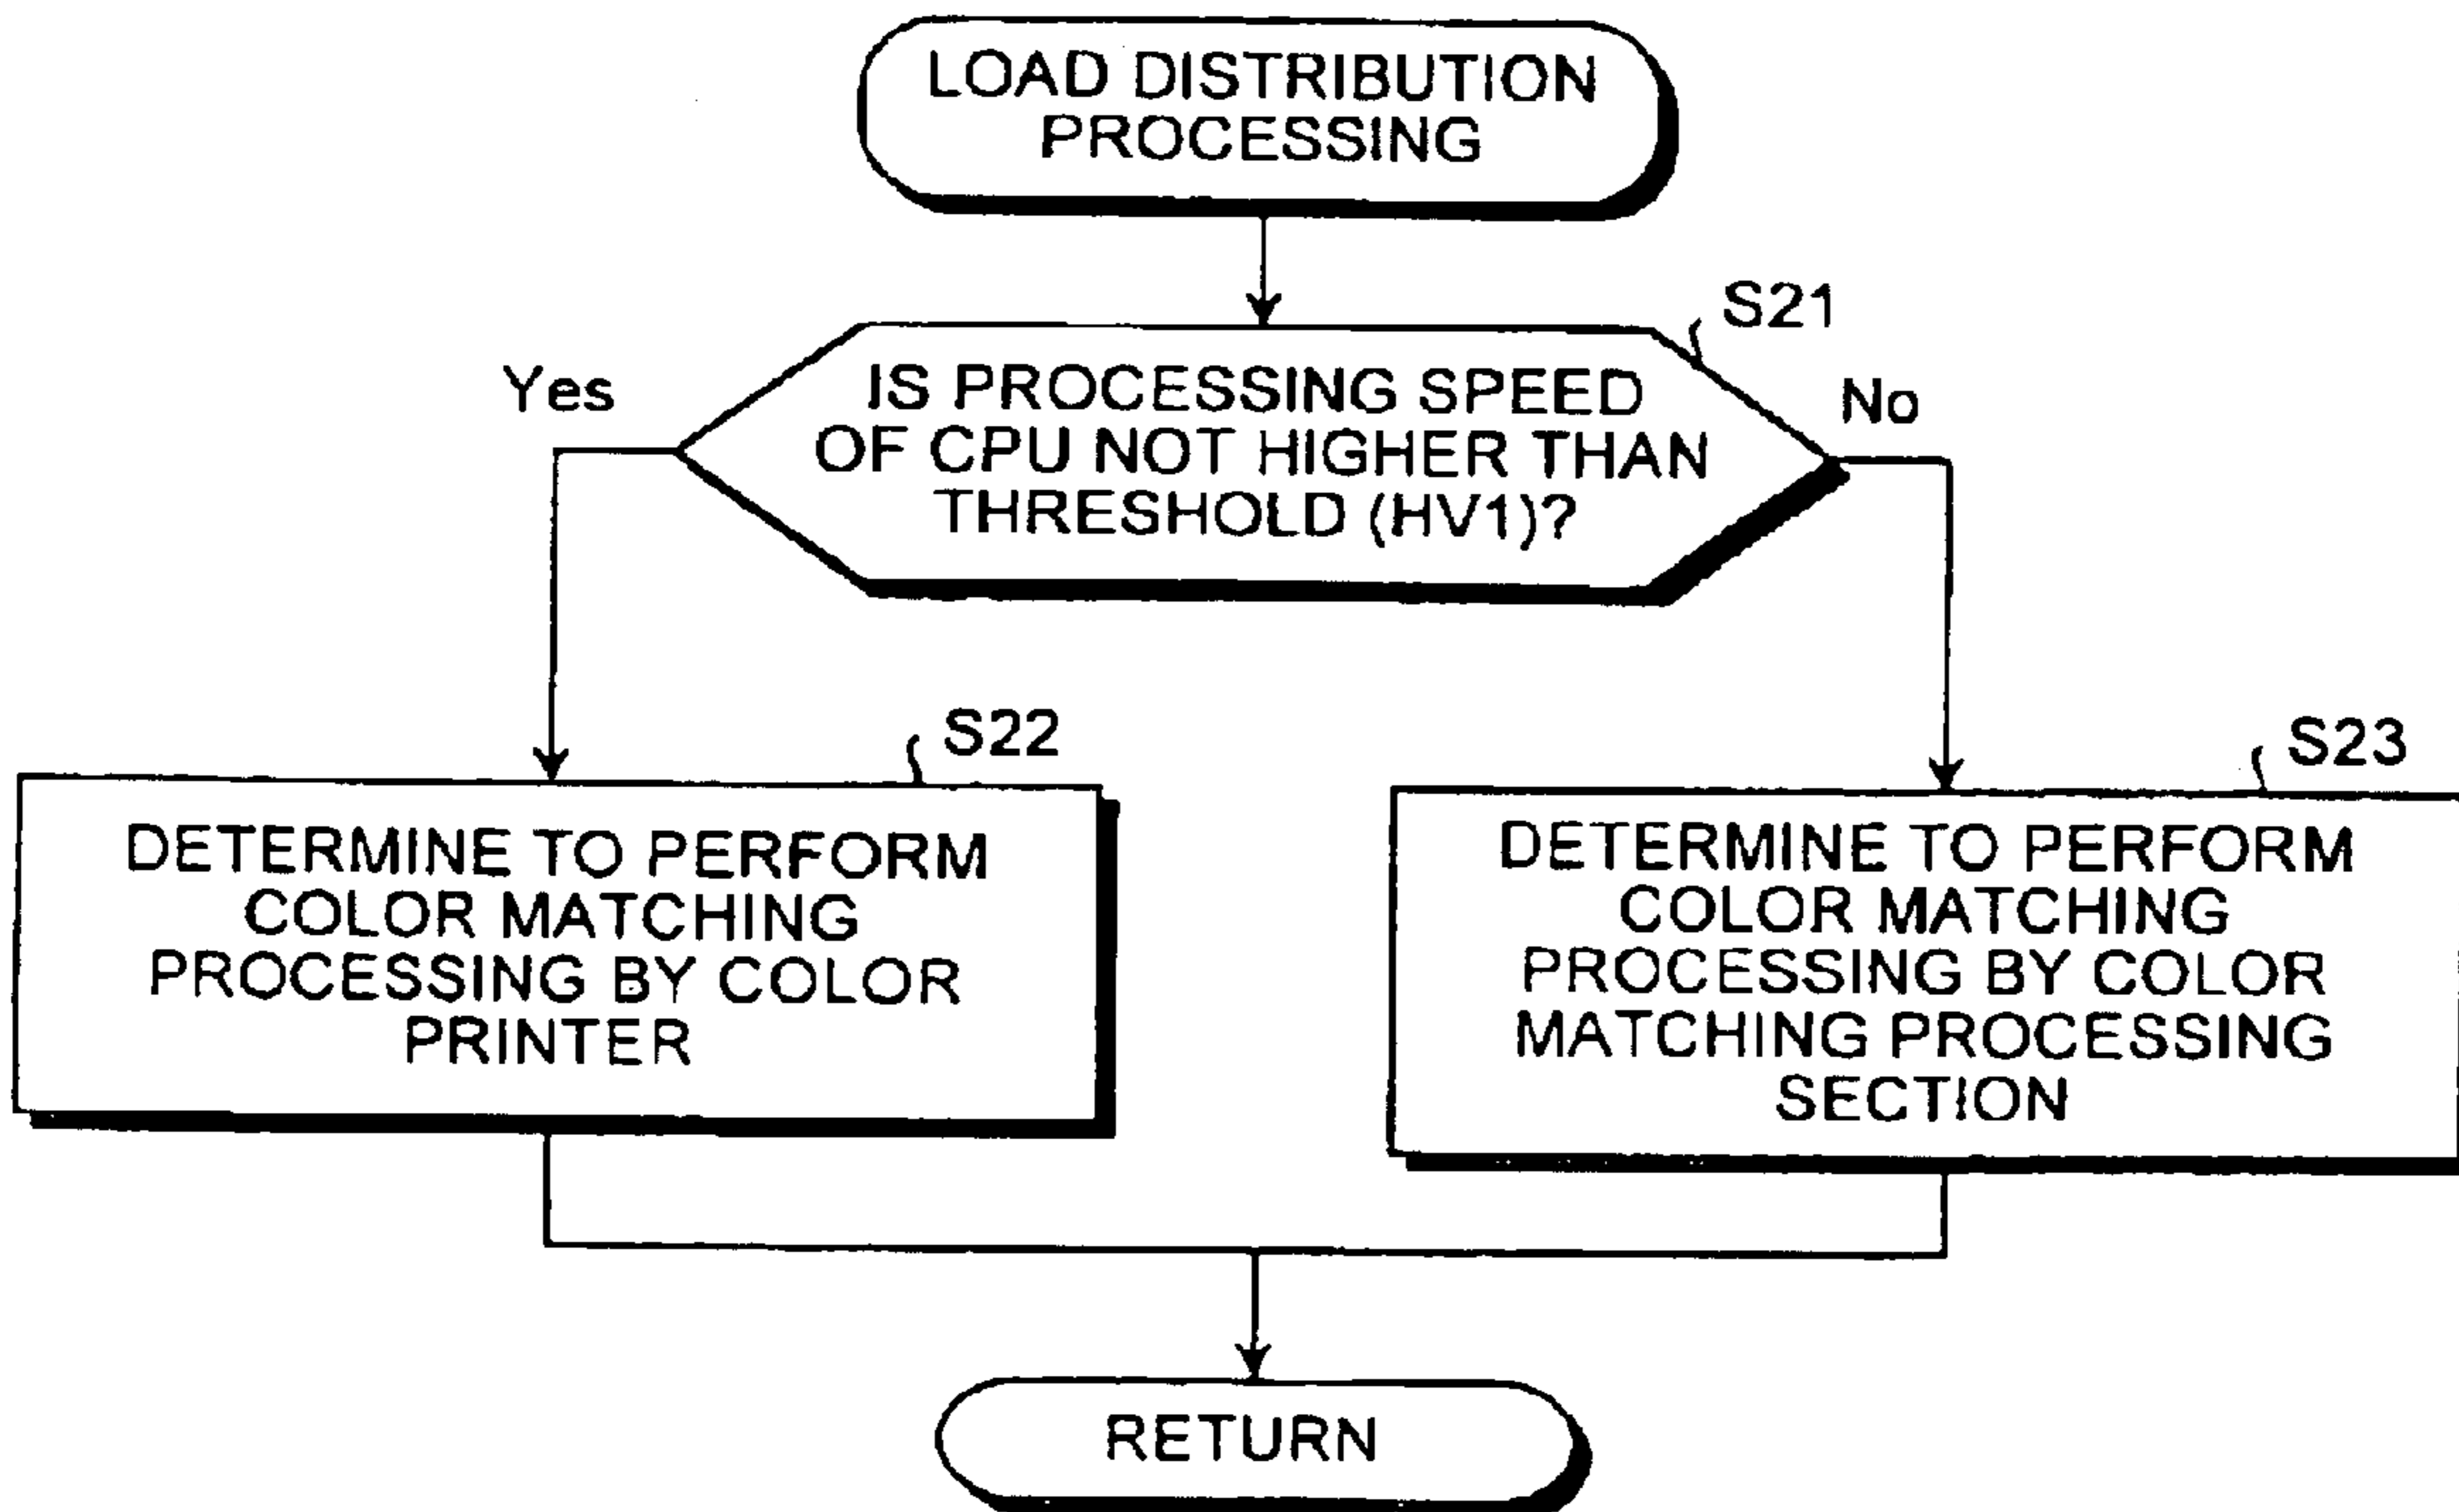 LOAD DISTRIBUTION
PROCESSING
S21
Yes
IS PROCESSING SPEED
OF CPU NOT HIGHER THAN
THRESHOLD (HV1)?
No
S22
DETERMINE TO PERFORM
COLOR MATCHING
PROCESSING BY COLOR
PRINTER
S23
DETERMINE TO PERFORM
COLOR MATCHING
PROCESSING BY COLOR
MATCHING PROCESSING
SECTION
RETURN